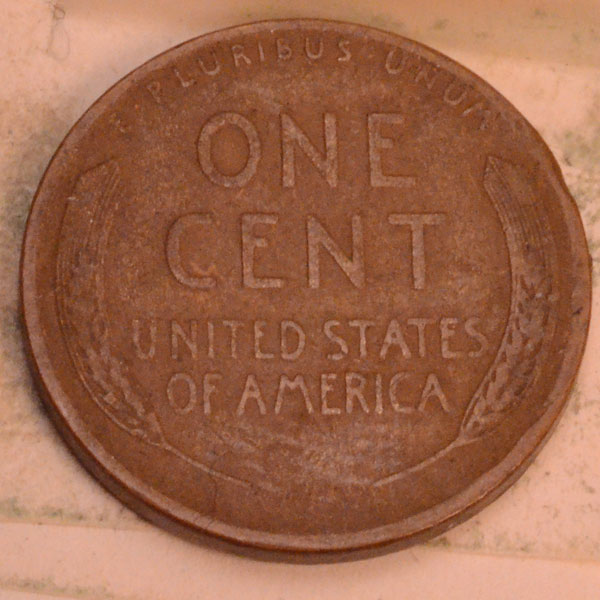 E·PLURIBUS·UNUM
ONE
CENT
UNITED·STATES
OF·AMERICA